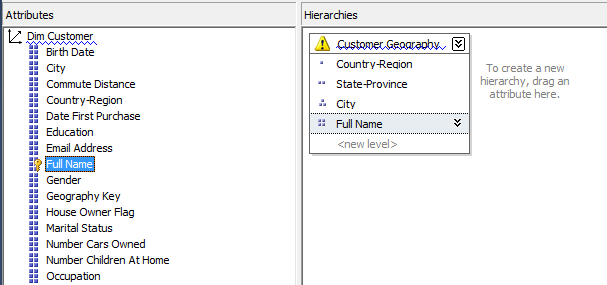 Attributes
Dim Customer
Birth Date
City
Commute Distance
Country-Region
Date First Purchase
Education
Email Address
Full Name
Gender
Geography Key
House Owner Flag
Marital Status
Number Cars Owned
Number Children At Home
Occupation
Hierarchies
Customer Geography
Country-Region
State-Province
City
Full Name
<new level>
To create a new
hierarchy, drag an
attribute here.